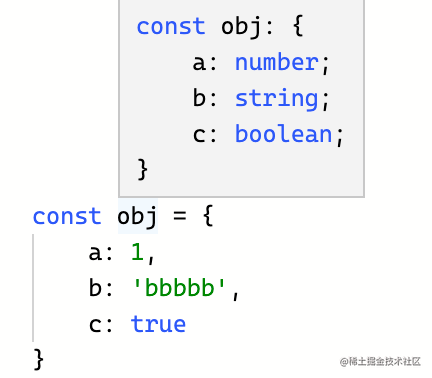 const obj: {
    a: number;
    b: string;
    c: boolean;
}
const obj = {
    a: 1,
    b: 'bbbbb',
    c: true
}
@稀土掘金技术社区